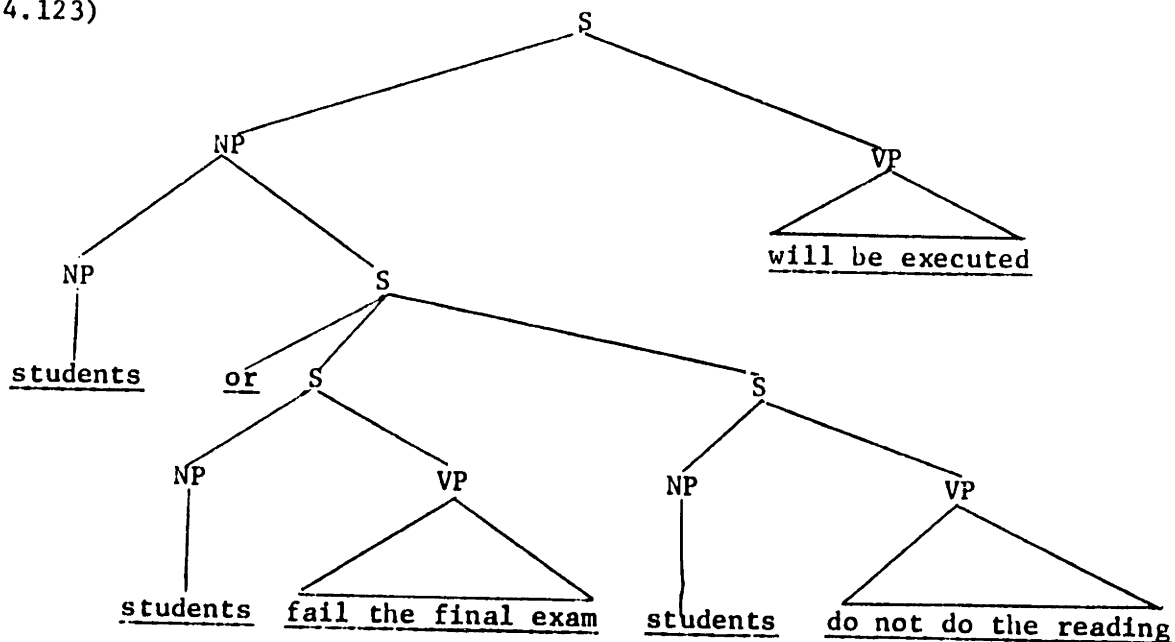 4.123)
S
NP
VP
will be executed
NP
S
students
or
S
S
NP
VP
NP
VP
students
fail the final exam
students
do not do the reading